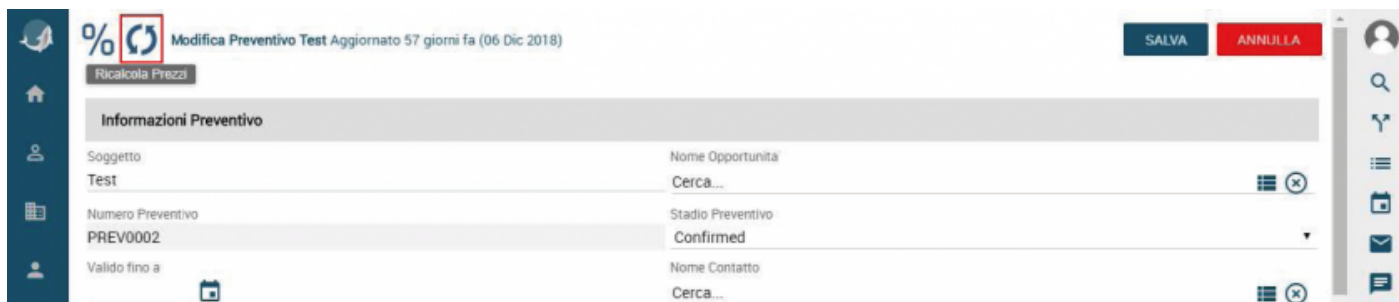 %
Modifica Preventivo Test Aggiornato 57 giorni fa (06 Dic 2018)
SALVA
ANNULLA
Ricalcola Prezzi
Informazioni Preventivo
Soggetto
Nome Opportunita
Test
Cerca...
Numero Preventivo
Stadio Preventivo
PREV0002
Confirmed
Valido fino a
Nome Contatto
Cerca...